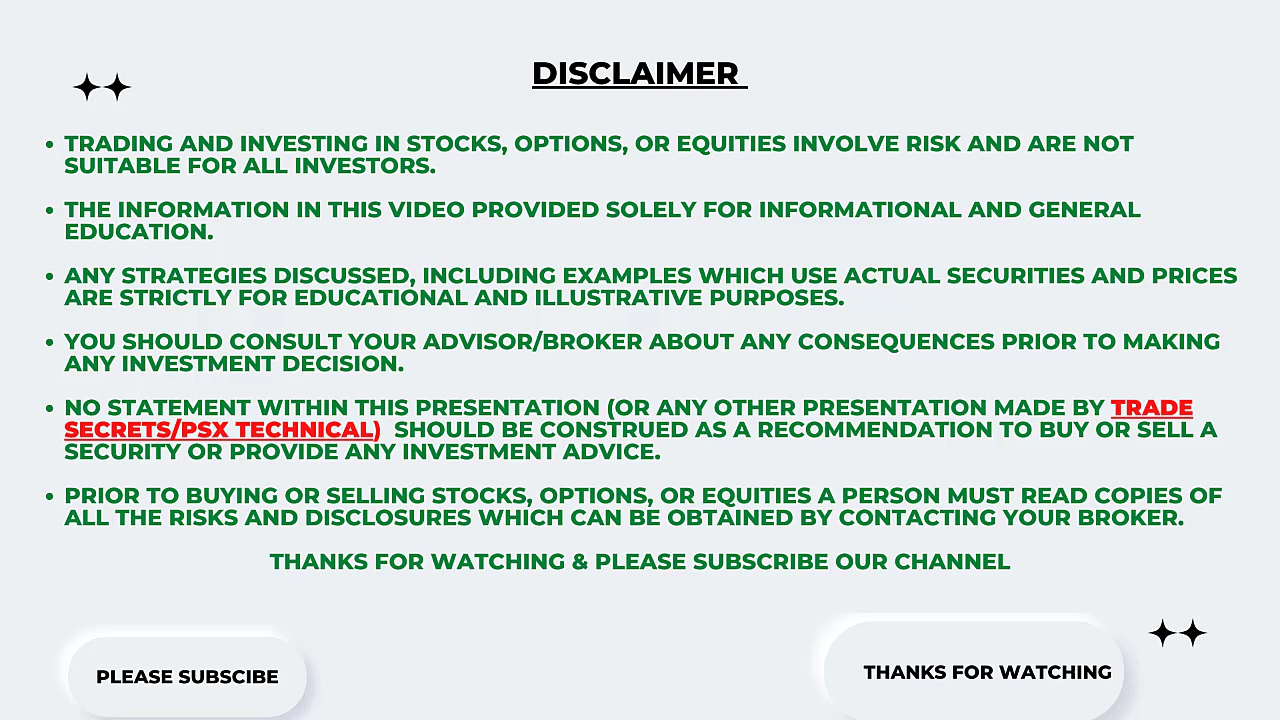 DISCLAIMER
• TRADING AND INVESTING IN STOCKS, OPTIONS, OR EQUITIES INVOLVE RISK AND ARE NOT
SUITABLE FOR ALL INVESTORS.
• THE INFORMATION IN THIS VIDEO PROVIDED SOLELY FOR INFORMATIONAL AND GENERAL
EDUCATION.
• ANY STRATEGIES DISCUSSED, INCLUDING EXAMPLES WHICH USE ACTUAL SECURITIES AND PRICES
ARE STRICTLY FOR EDUCATIONAL AND ILLUSTRATIVE PURPOSES.
• YOU SHOULD CONSULT YOUR ADVISOR/BROKER ABOUT ANY CONSEQUENCES PRIOR TO MAKING
ANY INVESTMENT DECISION.
• NO STATEMENT WITHIN THIS PRESENTATION (OR ANY OTHER PRESENTATION MADE BY TRADE
SECRETS/PSX TECHNICAL) SHOULD BE CONSTRUED AS A RECOMMENDATION TO BUY OR SELL A
SECURITY OR PROVIDE ANY INVESTMENT ADVICE.
• PRIOR TO BUYING OR SELLING STOCKS, OPTIONS, OR EQUITIES A PERSON MUST READ COPIES OF
ALL THE RISKS AND DISCLOSURES WHICH CAN BE OBTAINED BY CONTACTING YOUR BROKER.
THANKS FOR WATCHING & PLEASE SUBSCRIBE OUR CHANNEL
PLEASE SUBSCIBE
THANKS FOR WATCHING